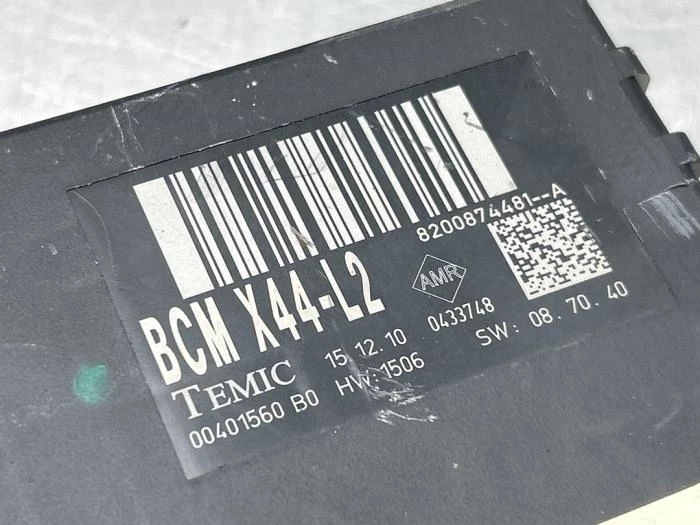 8200874481--A
BCM X44-L2
AMR
TEMIC 15.12.10 0433748
00401560 B0 HW:1506 SW: 08.70.40